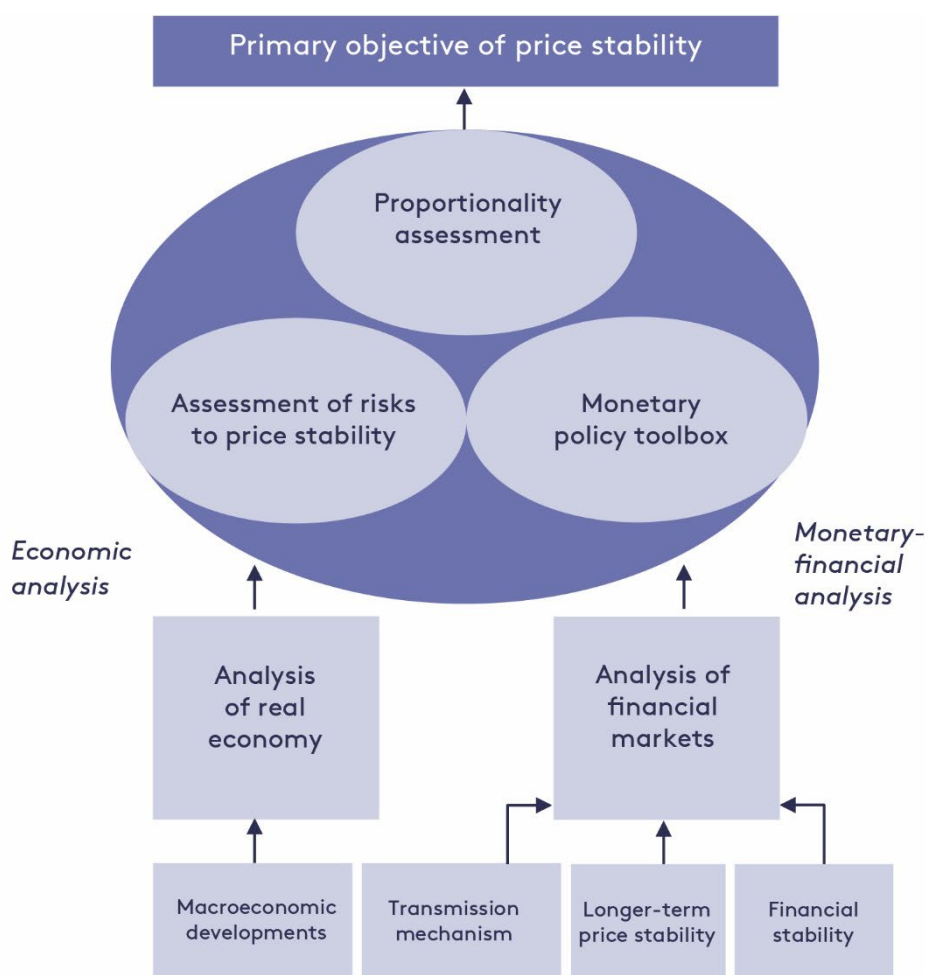 Primary objective of price stability
Proportionality
assessment
Assessment of risks
to price stability
Monetary
policy toolbox
Economic
analysis
Monetary-
financial
analysis
Analysis
of real
economy
Analysis of
financial
markets
Macroeconomic
developments
Transmission
mechanism
Longer-term
price stability
Financial
stability